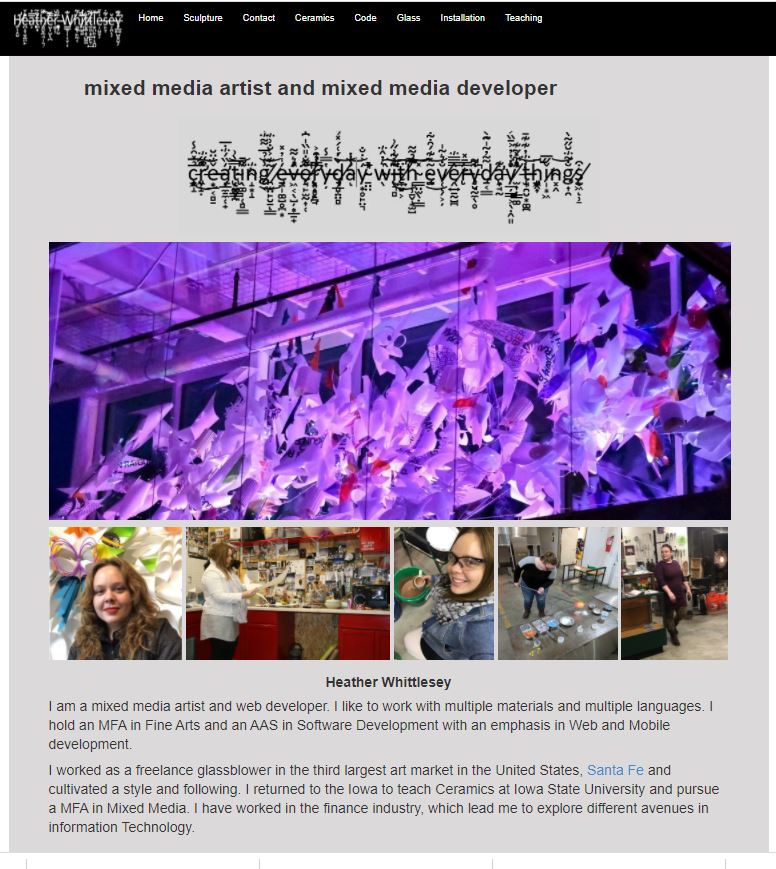 Heather Whittlesey
Home Sculpture Contact Ceramics Code Glass Installation Teaching
mixed media artist and mixed media developer
creating everyday with everyday things
Heather Whittlesey
I am a mixed media artist and web developer. I like to work with multiple materials and multiple languages. I
hold an MFA in Fine Arts and an AAS in Software Development with an emphasis in Web and Mobile
development.
I worked as a freelance glassblower in the third largest art market in the United States, Santa Fe and
cultivated a style and following. I returned to the Iowa to teach Ceramics at Iowa State University and pursue
a MFA in Mixed Media. I have worked in the finance industry, which lead me to explore different avenues in
information Technology.